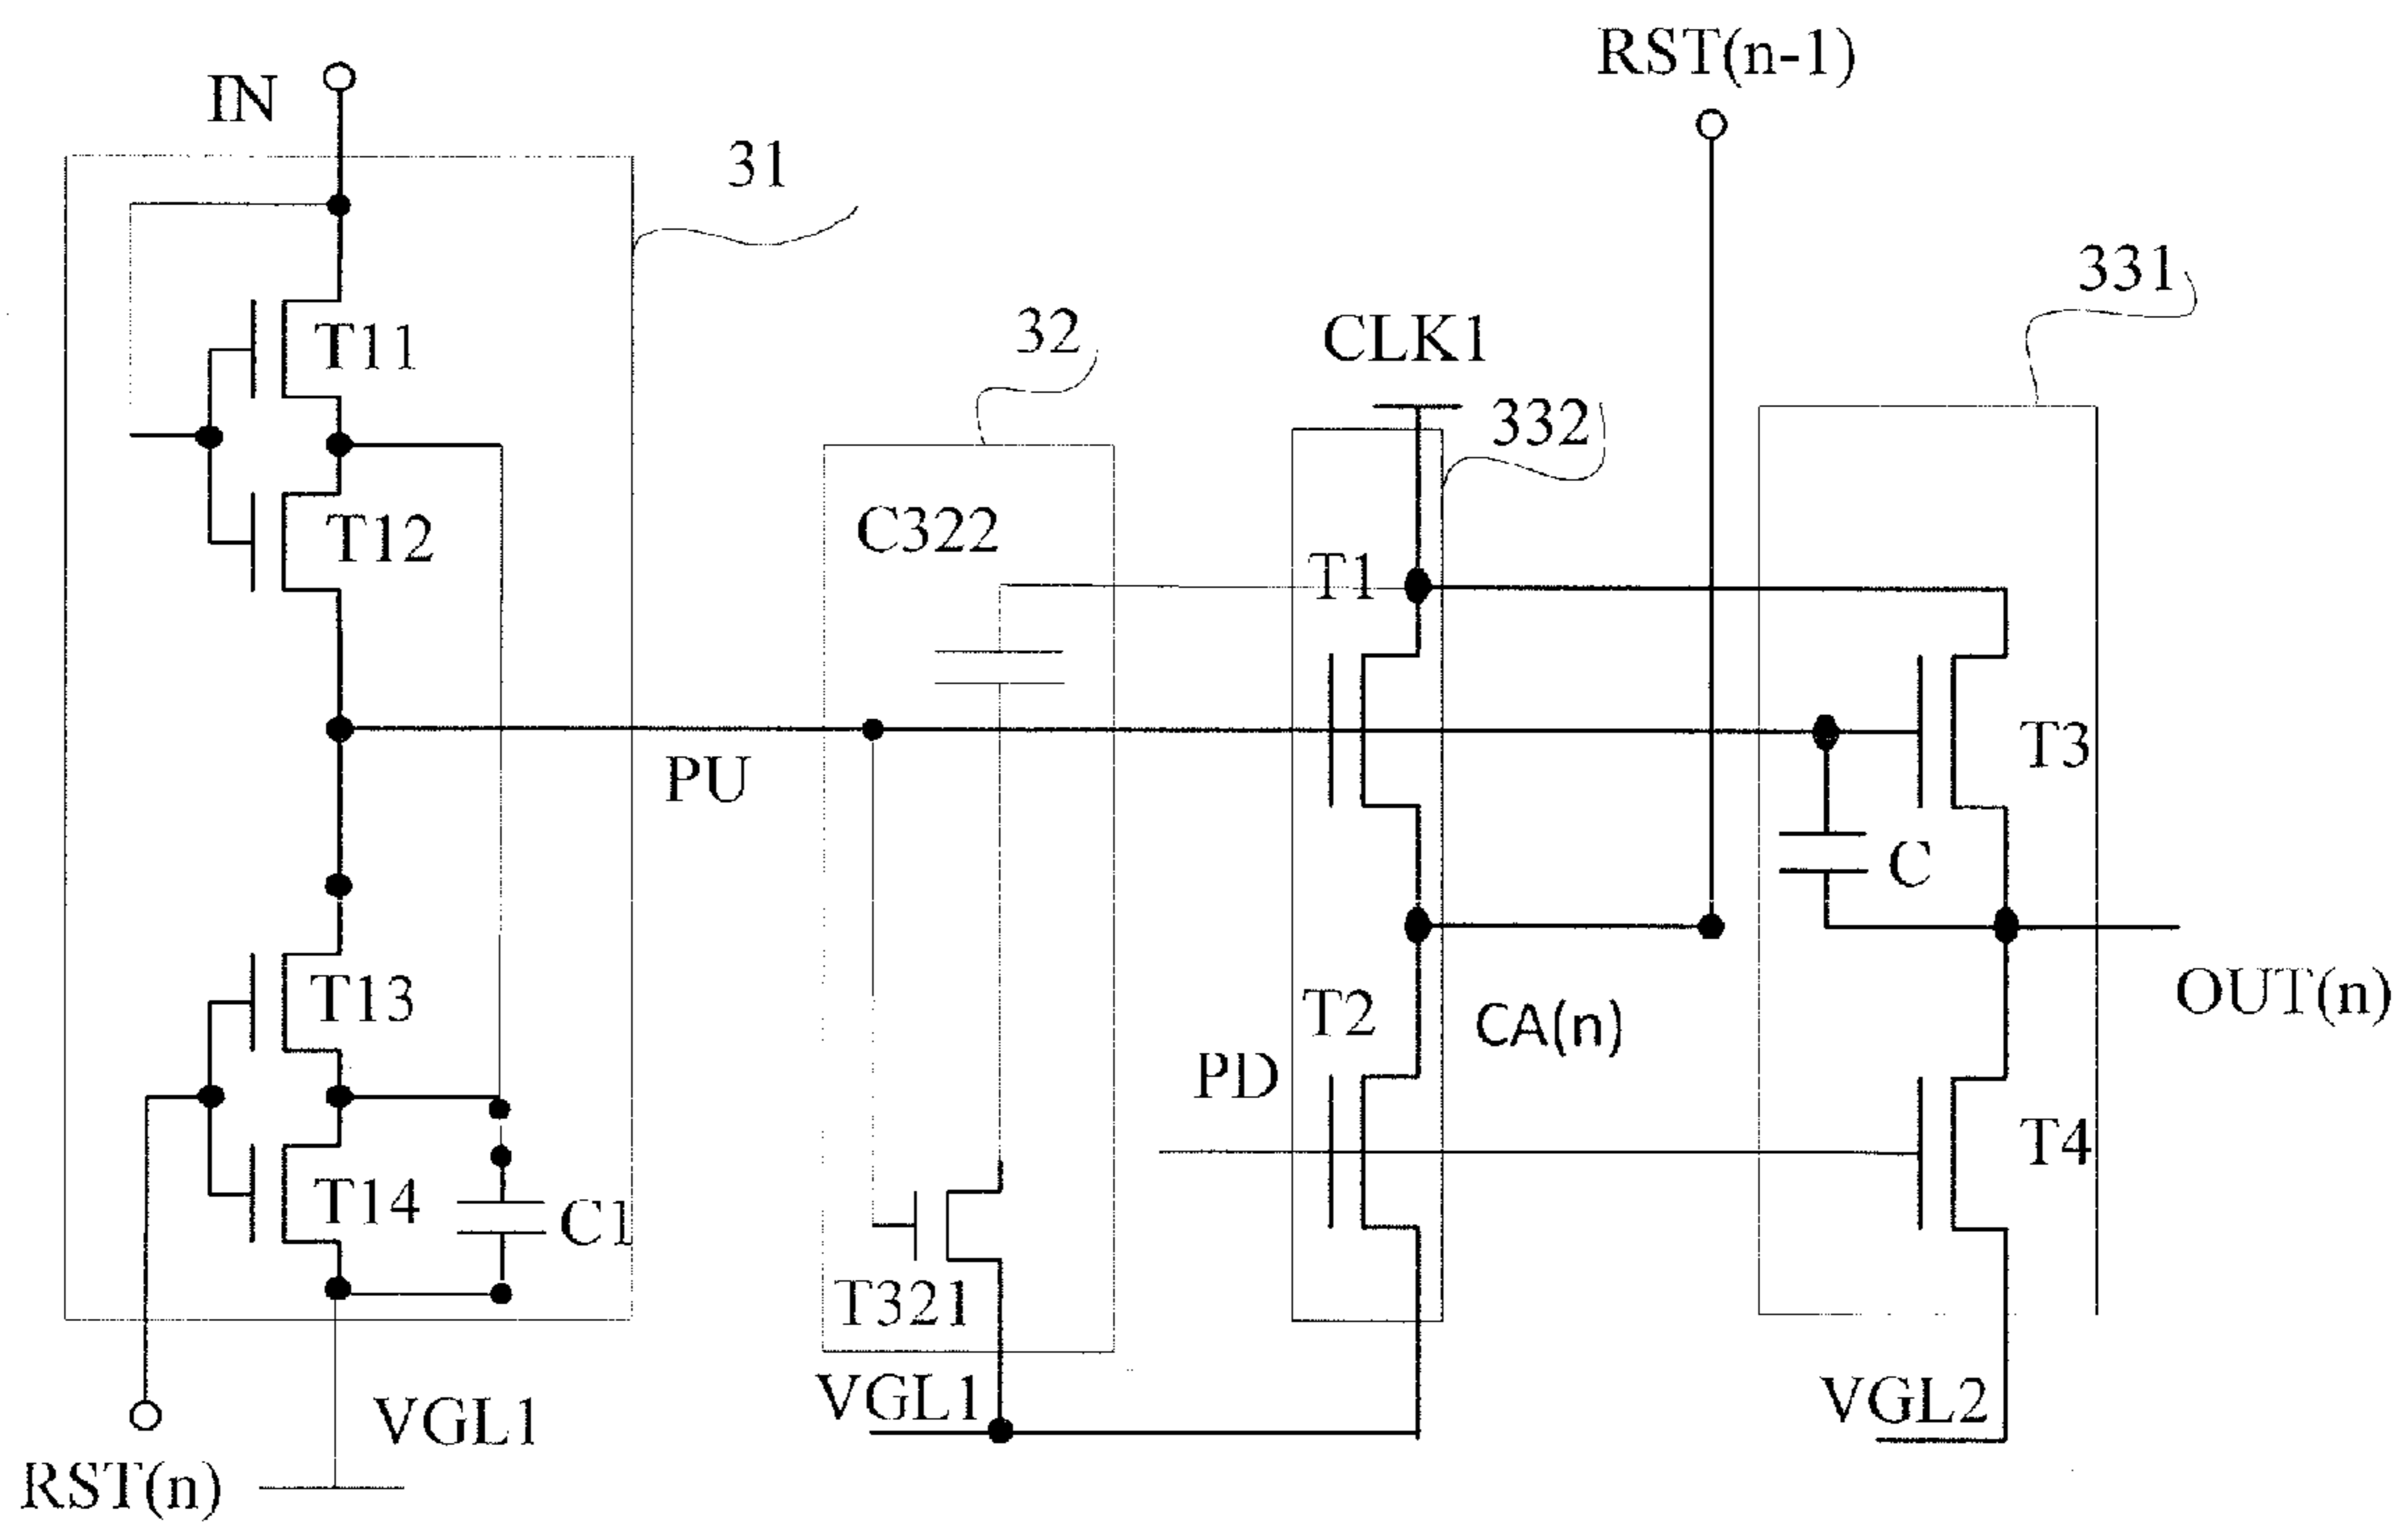 RST(n-1)
IN
31
331
32
CLK1
T11
332
C322
T12
T1
T3
PU
C
T13
T2
CA(n)
OUT(n)
PD
T4
T14
C1
T321
VGL1
VGL1
VGL2
RST(n)